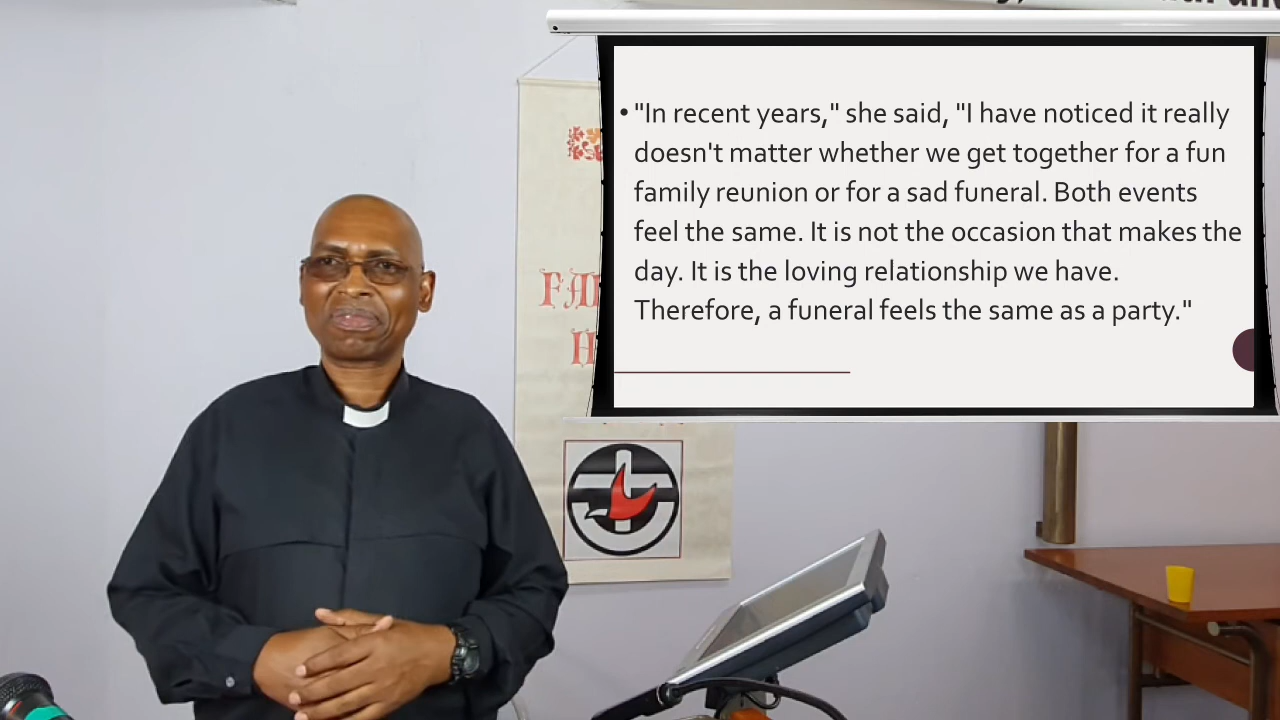 • "In recent years," she said, "I have noticed it really
doesn't matter whether we get together for a fun
family reunion or for a sad funeral. Both events
feel the same. It is not the occasion that makes the
day. It is the loving relationship we have.
Therefore, a funeral feels the same as a party."